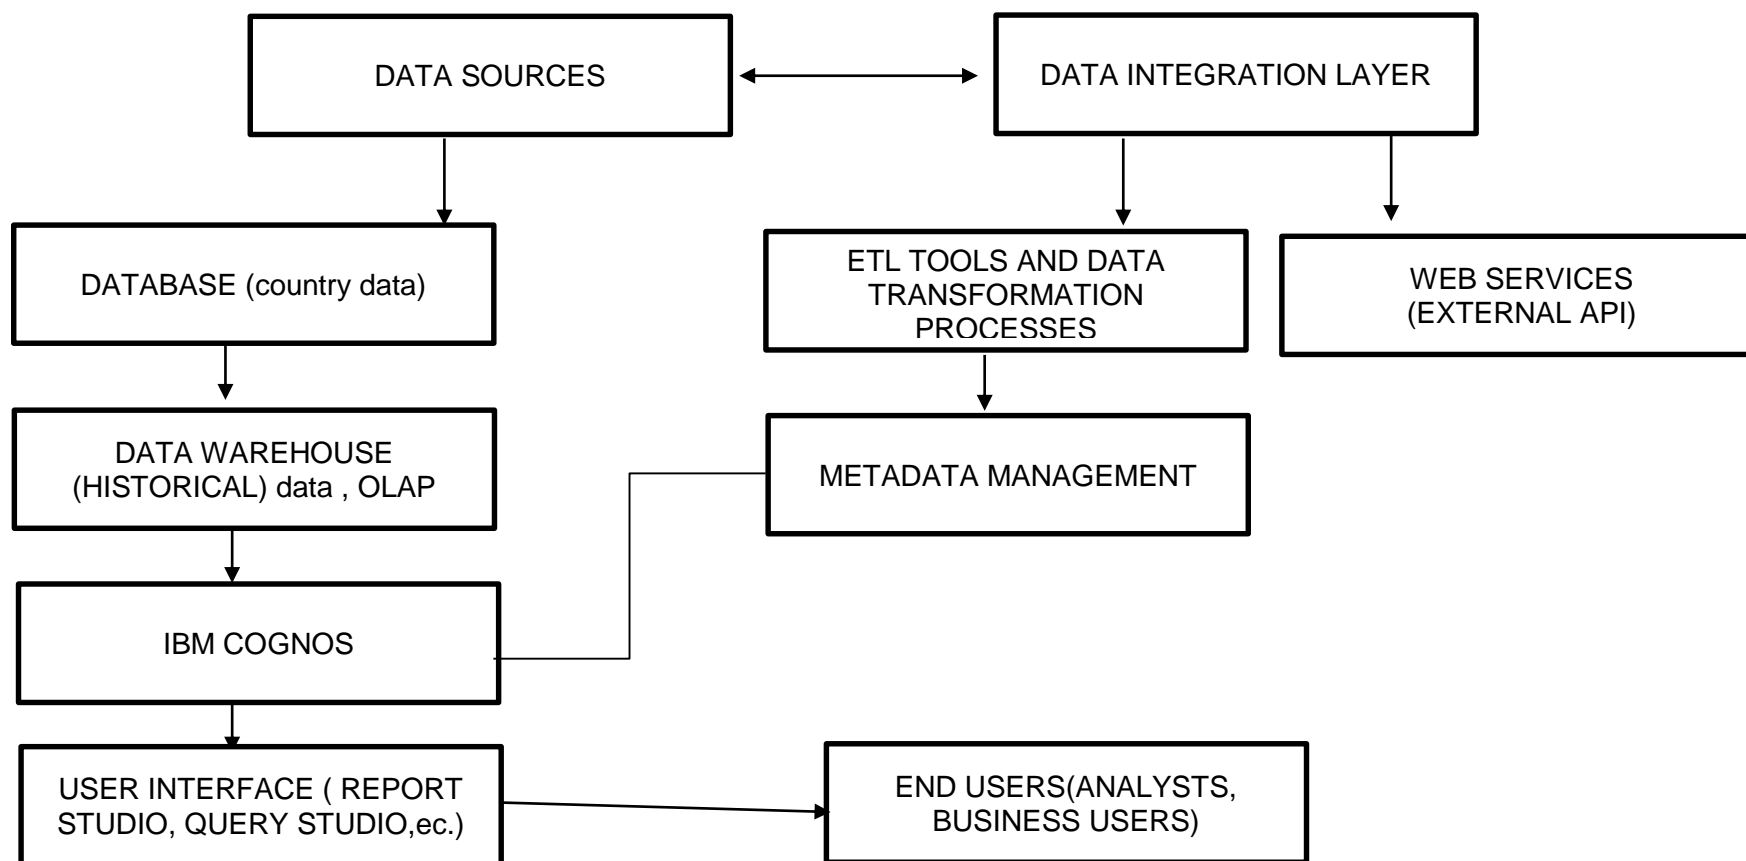 DATA SOURCES
DATA INTEGRATION LAYER
DATABASE (country data)
ETL TOOLS AND DATA
TRANSFORMATION
PROCESSES
WEB SERVICES
(EXTERNAL API)
DATA WAREHOUSE
(HISTORICAL) data , OLAP
METADATA MANAGEMENT
IBM COGNOS
USER INTERFACE ( REPORT
STUDIO, QUERY STUDIO,ec.)
END USERS(ANALYSTS,
BUSINESS USERS)